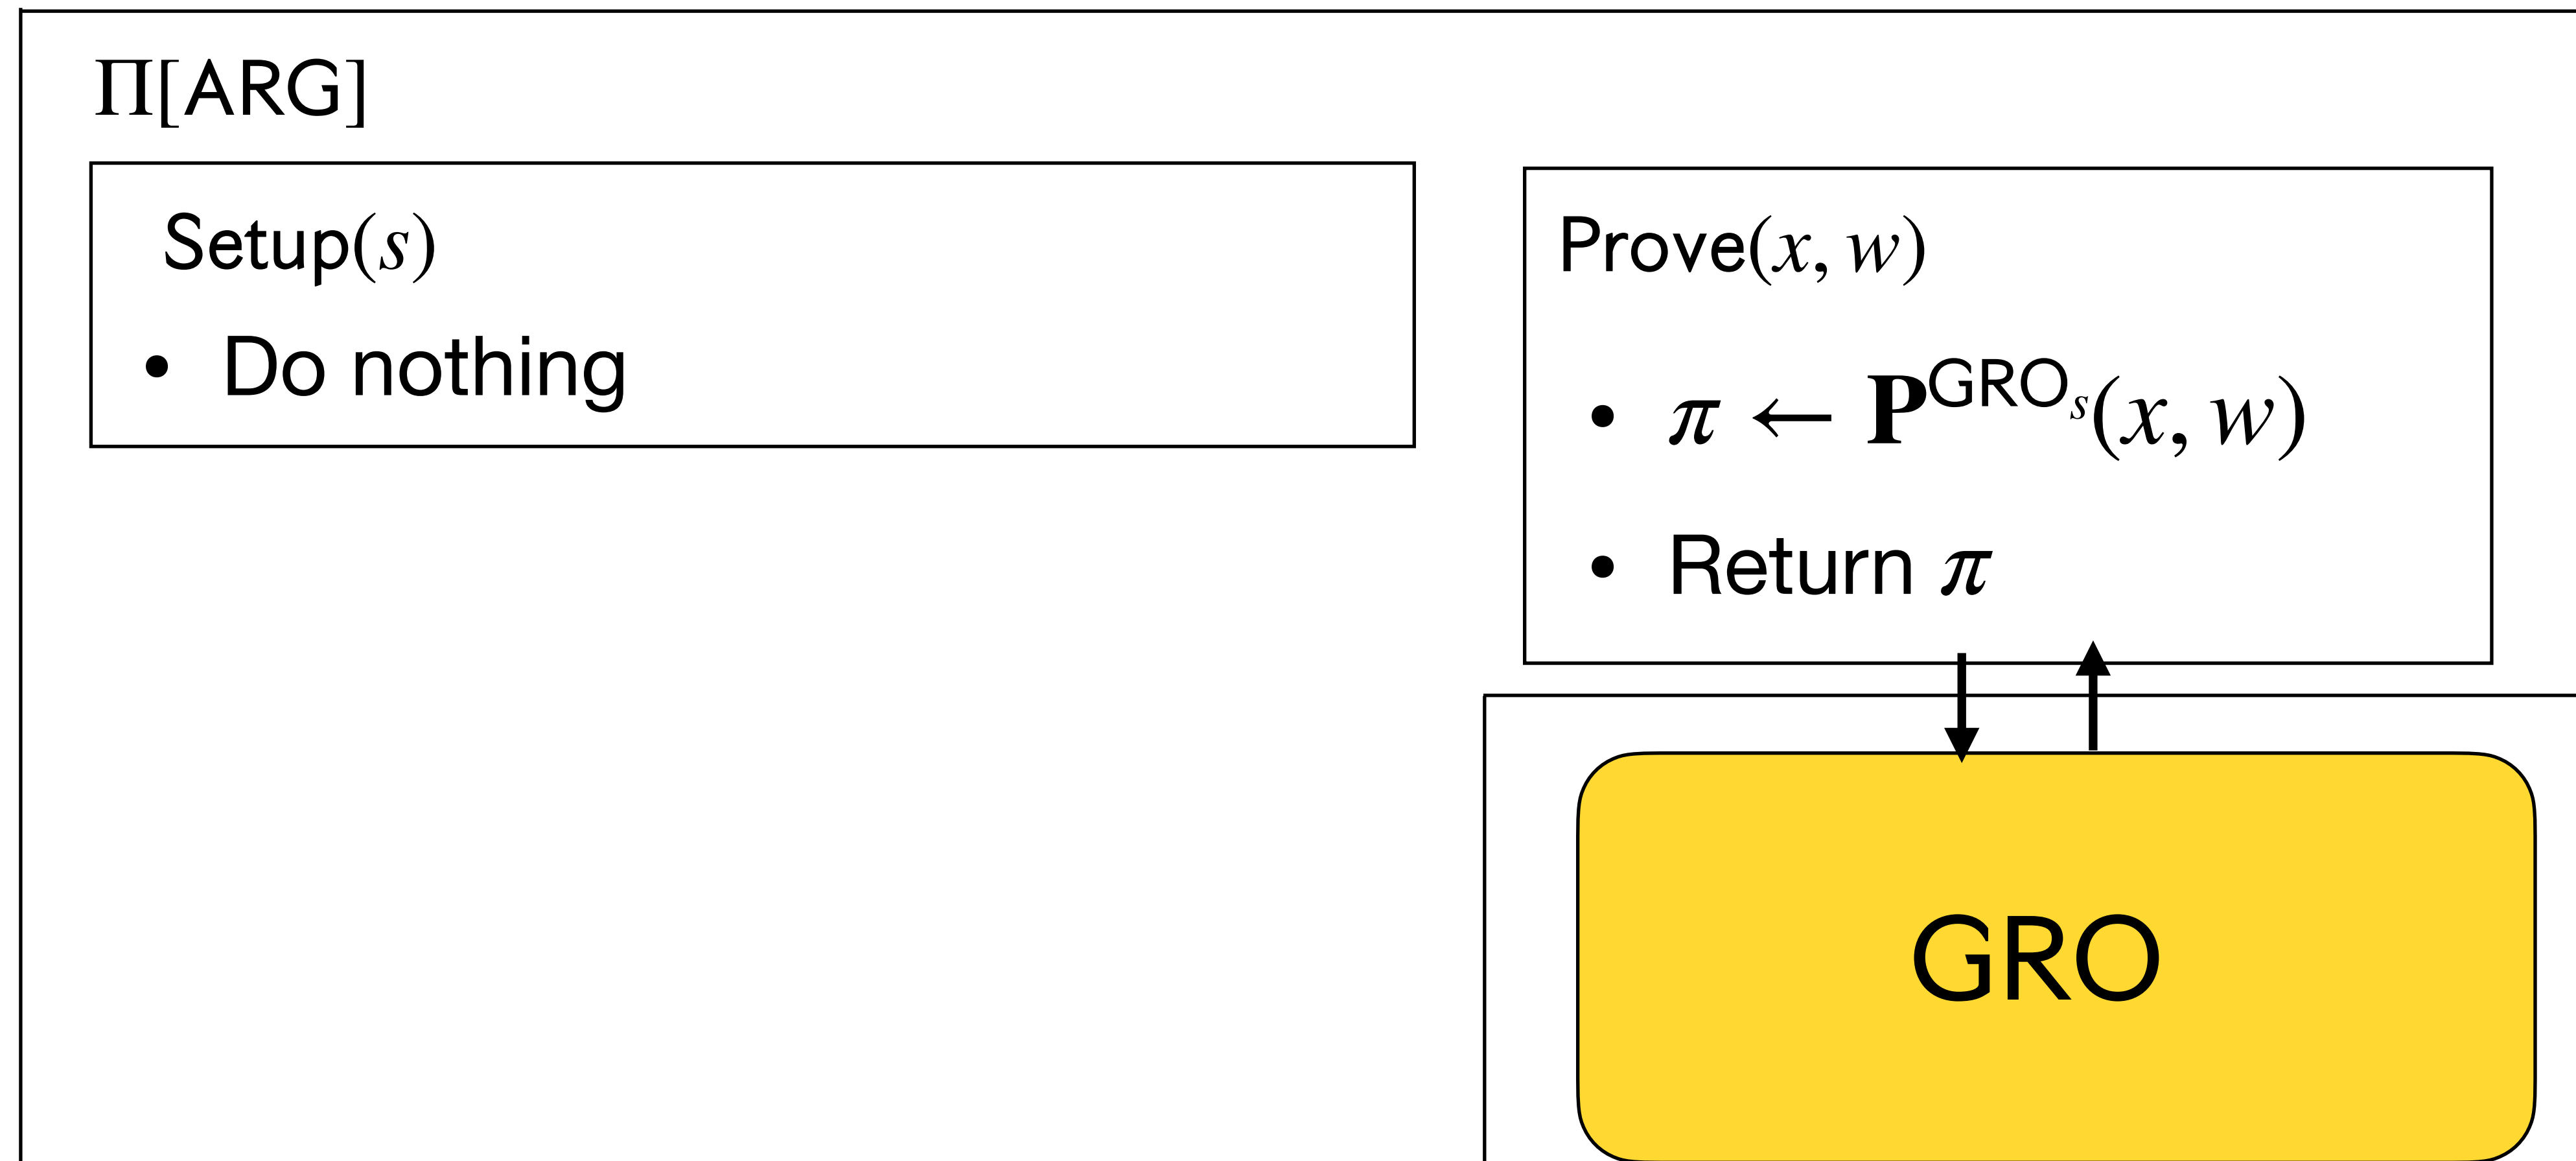 Π[ARG]
Setup(s)
• Do nothing
Prove(x, w)
• π ← P^GRO_s(x, w)
• Return π
GRO